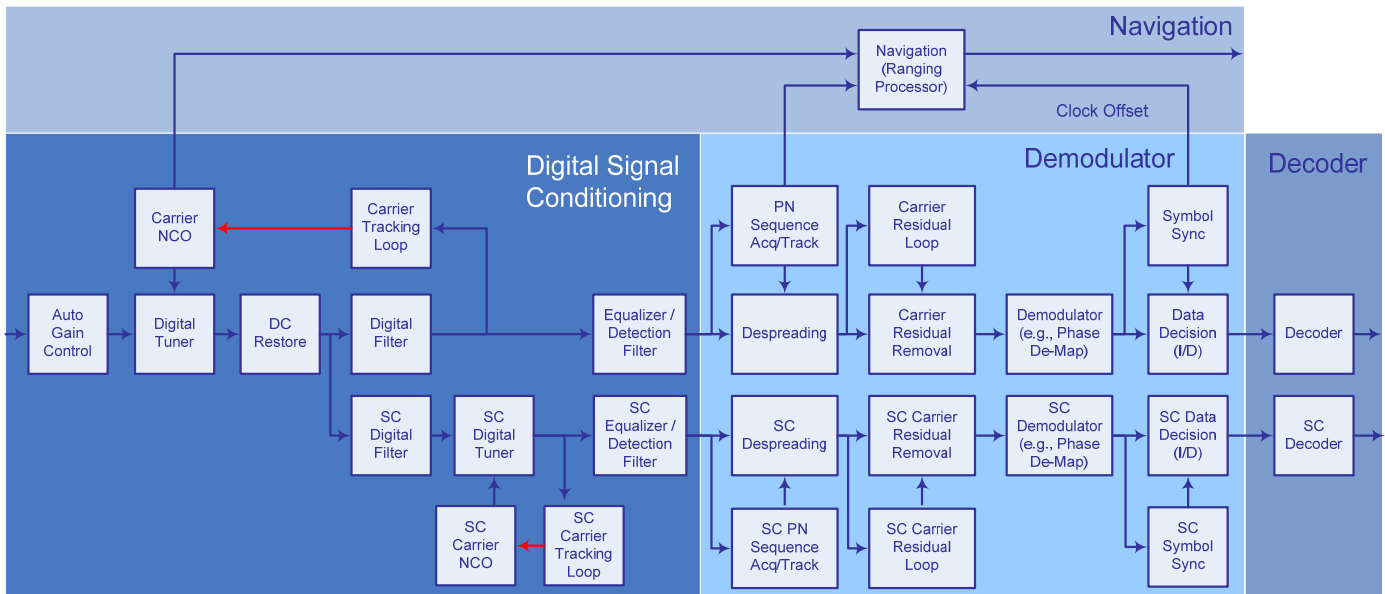 Navigation
Navigation
(Ranging
Processor)
Clock Offset
Digital Signal
Conditioning
Demodulator
Decoder
Carrier
NCO
Carrier
Tracking
Loop
PN
Sequence
Acq/Track
Carrier
Residual
Loop
Symbol
Sync
Auto
Gain
Control
Digital
Tuner
DC
Restore
Digital
Filter
Equalizer /
Detection
Filter
Despreading
Carrier
Residual
Removal
Demodulator
(e.g., Phase
De-Map)
Data
Decision
(I/D)
Decoder
SC
Digital
Filter
SC
Digital
Tuner
SC
Equalizer /
Detection
Filter
SC
Despreading
SC Carrier
Residual
Removal
SC
Demodulator
(e.g., Phase
De-Map)
SC Data
Decision
(I/D)
SC
Decoder
SC
Carrier
NCO
SC
Carrier
Tracking
Loop
SC PN
Sequence
Acq/Track
SC Carrier
Residual
Loop
SC
Symbol
Sync